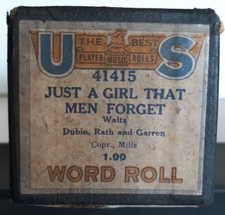 U THE BEST S
PLAYER MUSIC ROLLS
41415
JUST A GIRL THAT
MEN FORGET
Waltz
Dubin, Rath and Garren
Copr., Mills
1.00
WORD ROLL